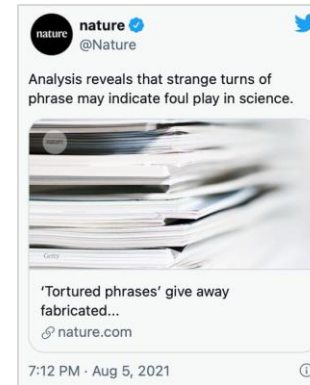 nature
nature
@Nature
Analysis reveals that strange turns of
phrase may indicate foul play in science.
nature
Getty
'Tortured phrases' give away
fabricated...
nature.com
7:12 PM · Aug 5, 2021